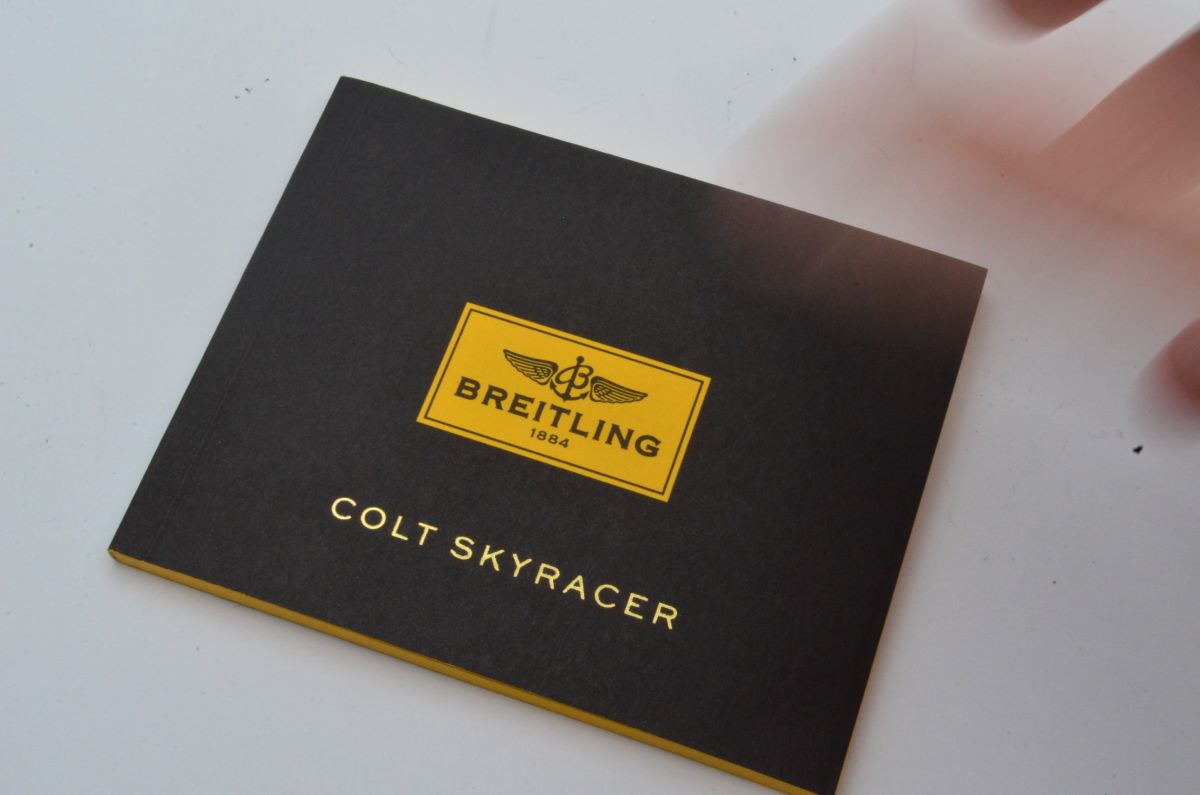 BREITLING
1884
COLT SKYRACER